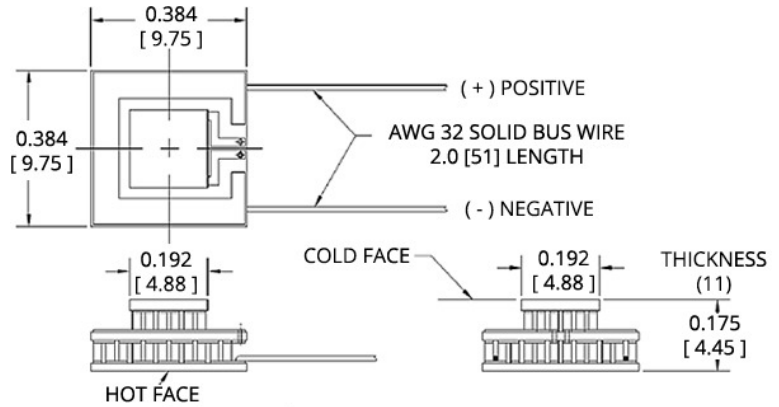 0.384
[ 9.75]
( + ) POSITIVE
0.384
[ 9.75]
AWG 32 SOLID BUS WIRE
2.0 [51] LENGTH
( - ) NEGATIVE
0.192
[ 4.88]
COLD FACE
0.192
[ 4.88]
THICKNESS
(11)
0.175
[ 4.45]
HOT FACE